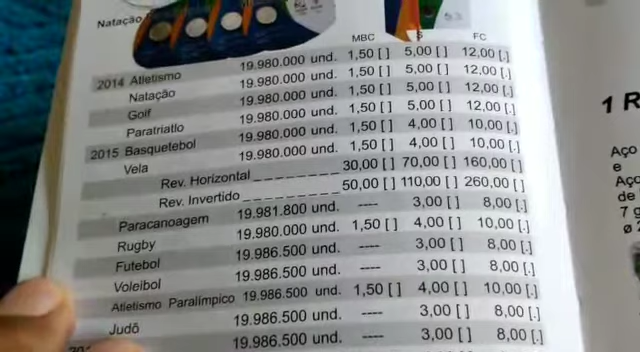 Natação
MBC S FC
2014 Atletismo 19.980.000 und. 1,50 [ ] 5,00 [ ] 12,00 [.]
Natação 19.980.000 und. 1,50 [ ] 5,00 [ ] 12,00 [.]
Golf 19.980.000 und. 1,50 [ ] 5,00 [ ] 12,00 [.]
Paratriatlo 19.980.000 und. 1,50 [ ] 5,00 [ ] 12,00 [.]
2015 Basquetebol 19.980.000 und. 1,50 [ ] 4,00 [ ] 10,00 [.]
Vela 19.980.000 und. 1,50 [ ] 4,00 [ ] 10,00 [.]
Rev. Horizontal _ _ _ _ _ _ _ _ _ 30,00 [ ] 70,00 [ ] 160,00 [ ]
Rev. Invertido _ _ _ _ _ _ _ _ _ 50,00 [ ] 110,00 [ ] 260,00 [ ]
Paracanoagem 19.981.800 und. ---- 3,00 [ ] 8,00 [.]
Rugby 19.980.000 und. 1,50 [ ] 4,00 [ ] 10,00 [.]
Futebol 19.986.500 und. ---- 3,00 [ ] 8,00 [.]
Voleibol 19.986.500 und. ---- 3,00 [ ] 8,00 [.]
Atletismo Paralímpico 19.986.500 und. 1,50 [ ] 4,00 [ ] 10,00 [.]
Judô 19.986.500 und. ---- 3,00 [ ] 8,00 [.]
19.986.500 und. ---- 3,00 [ ] 8,00 [.]
1 R
Aço
e
Aço
de
7 g
ø 2